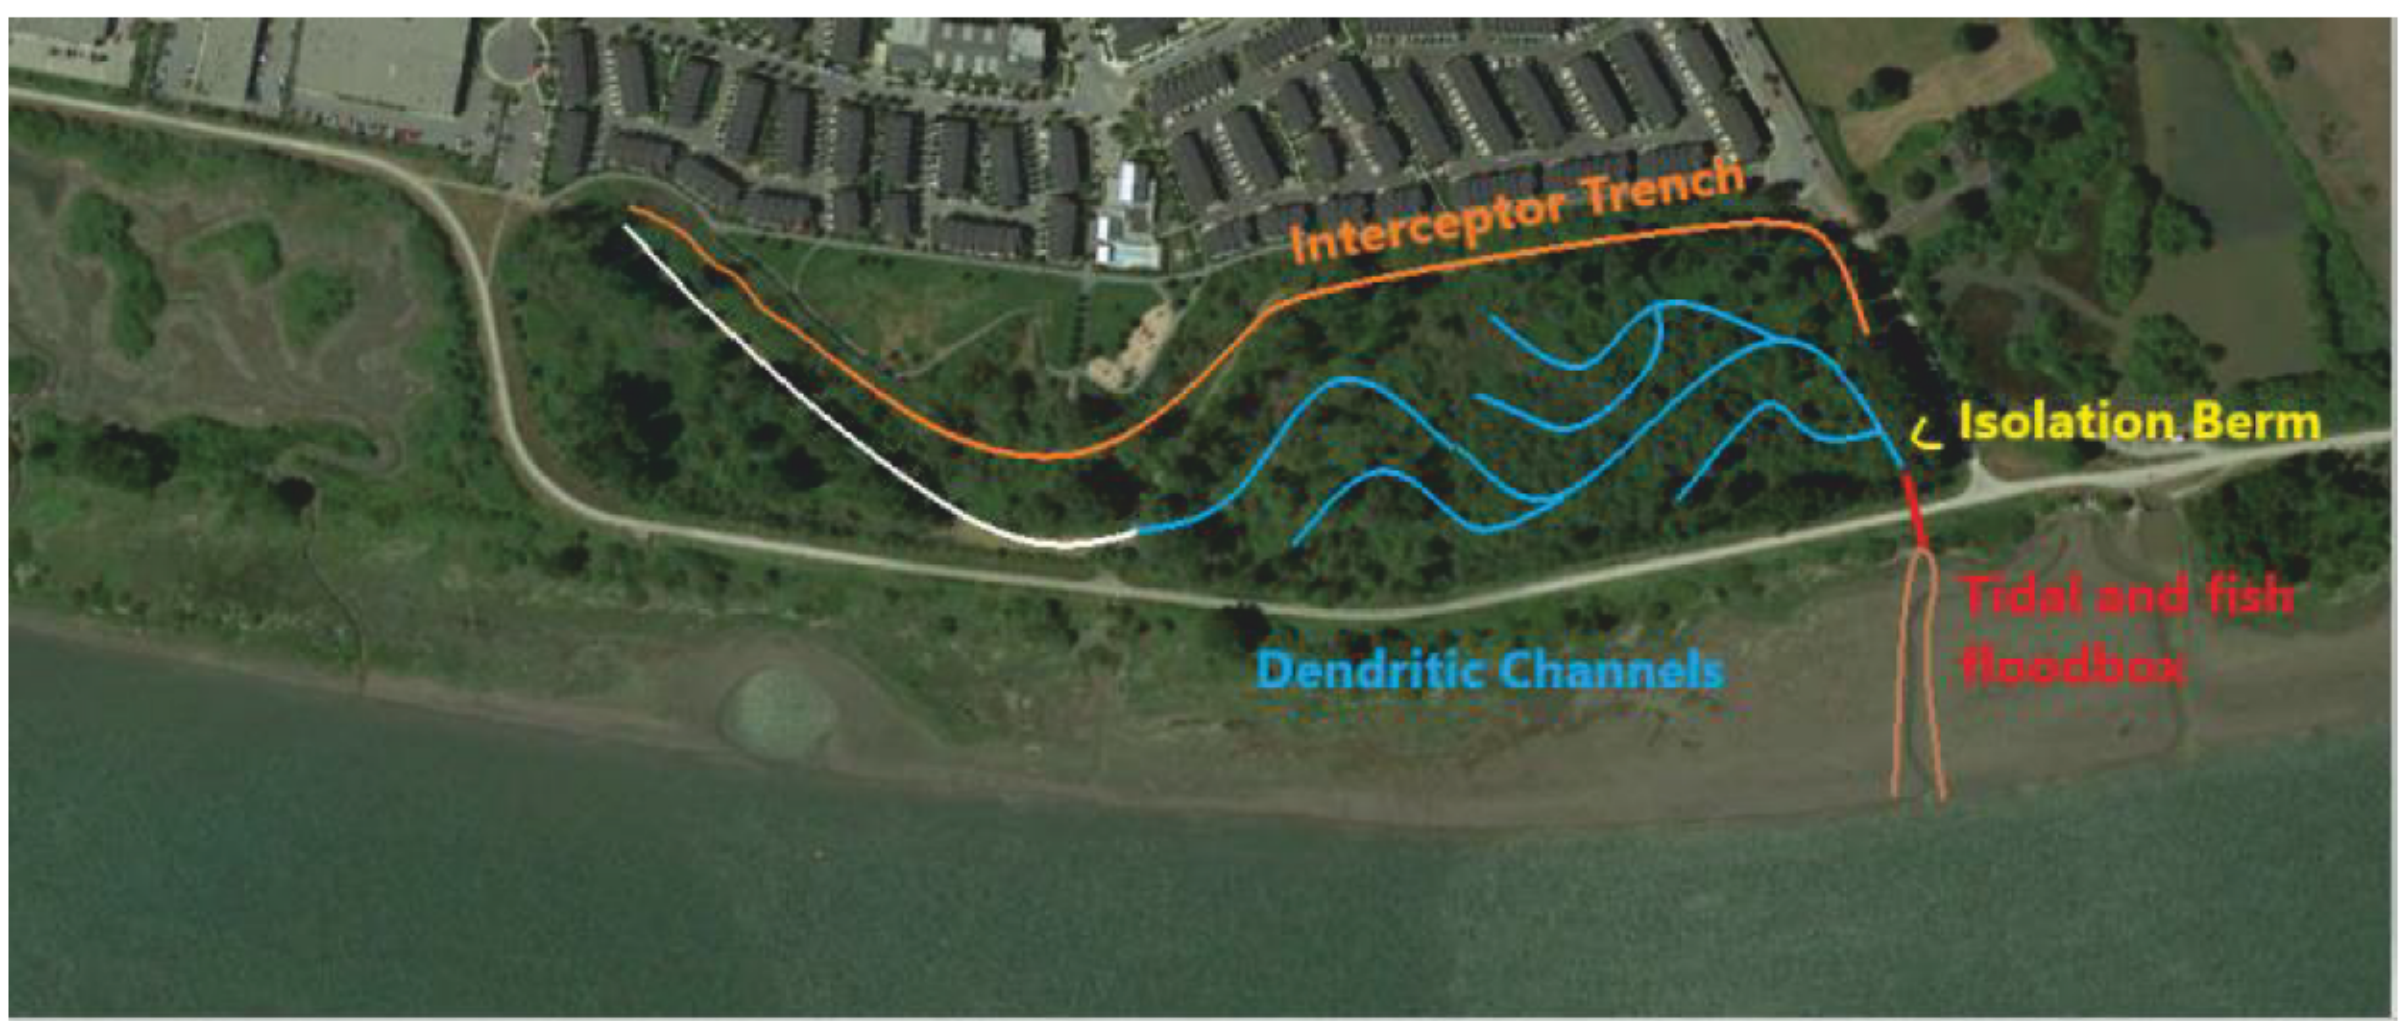 Interceptor Trench
Isolation Berm
Tidal and fish
floodbox
Dendritic Channels